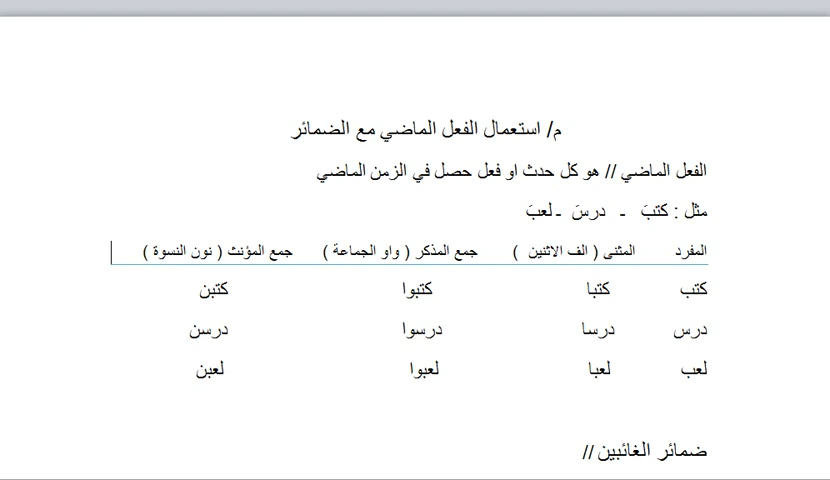 م/ استعمال الفعل الماضي مع الضمائر
الفعل الماضي // هو كل حدث او فعل حصل في الزمن الماضي
مثل : كتبَ - درسَ - لعبَ
المفرد المثنى ( الف الاثنين ) جمع المذكر ( واو الجماعة ) جمع المؤنث ( نون النسوة )
كتب كتبا كتبوا كتبن
درس درسا درسوا درسن
لعب لعبا لعبوا لعبن
ضمائر الغائبين //